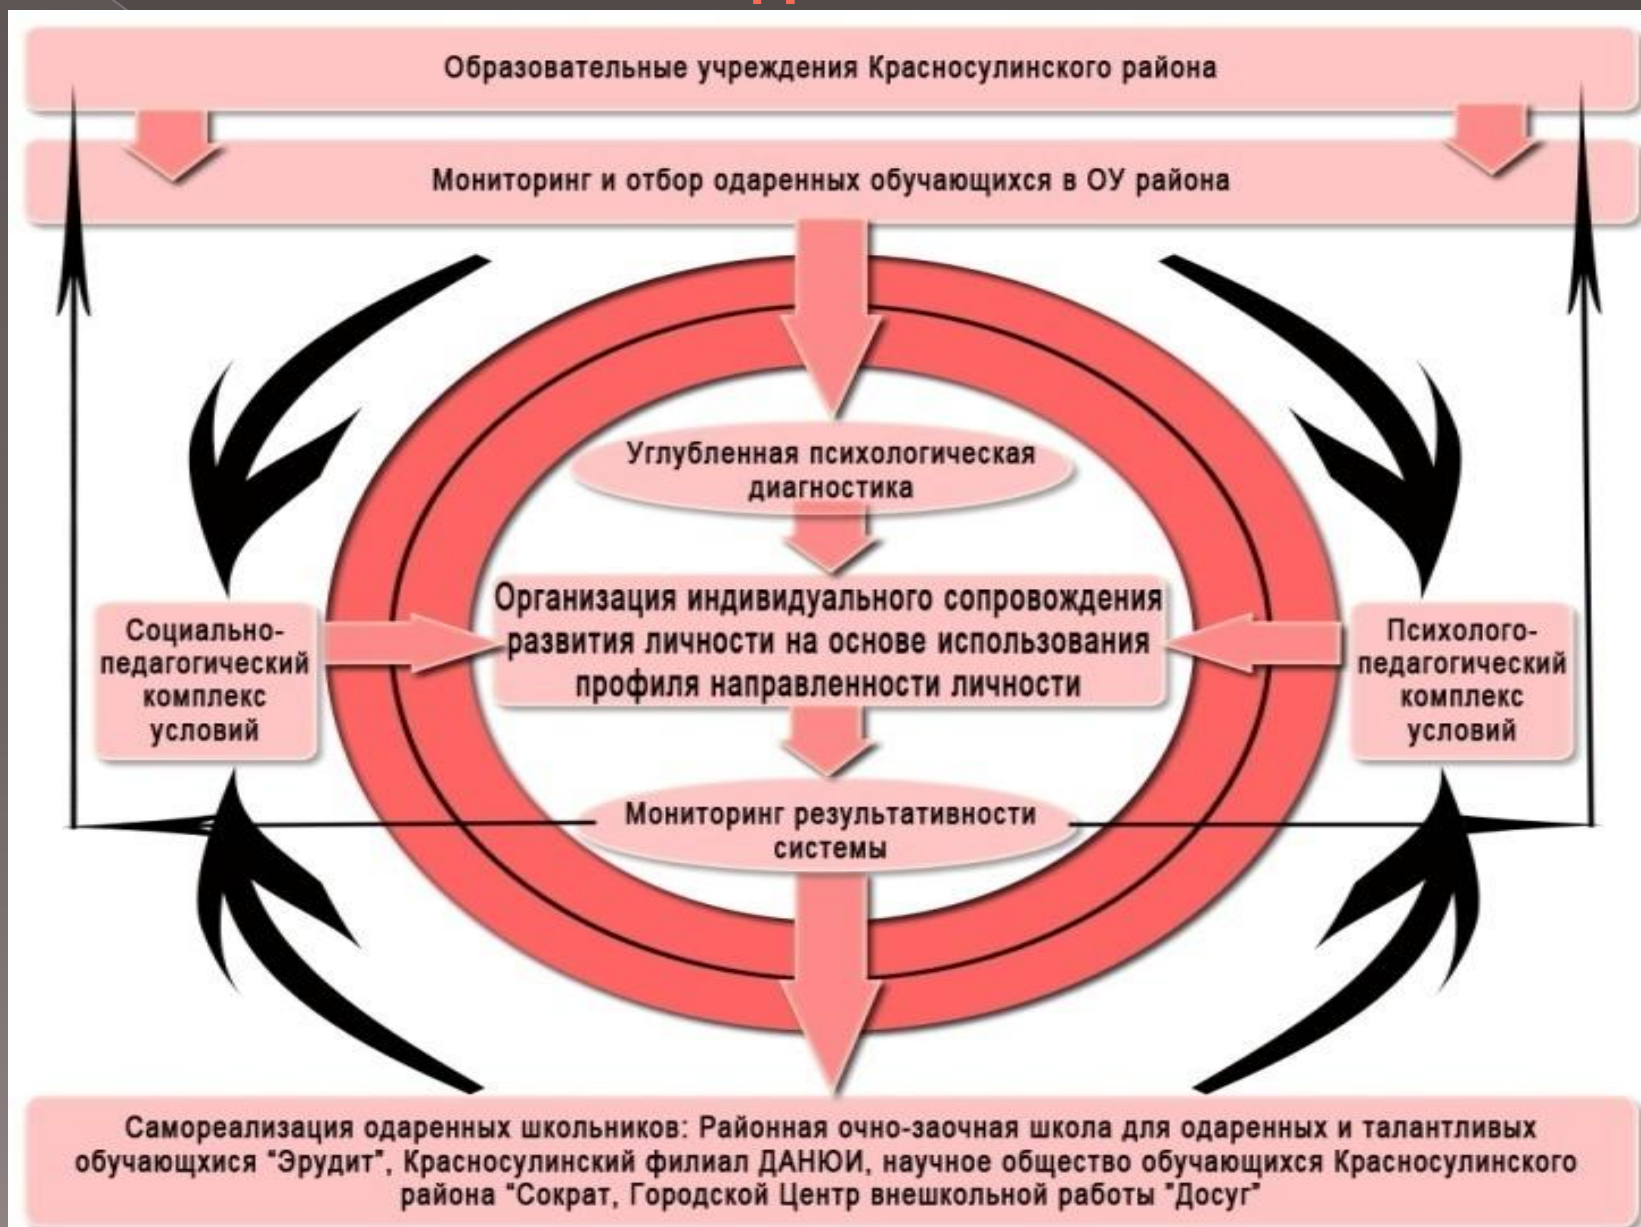 Образовательные учреждения Красносулинского района
Мониторинг и отбор одаренных обучающихся в ОУ района
Углубленная психологическая
диагностика
Организация индивидуального сопровождения
развития личности на основе использования
профиля направленности личности
Социально-
педагогический
комплекс
условий
Психолого-
педагогический
комплекс
условий
Мониторинг результативности
системы
Самореализация одаренных школьников: Районная очно-заочная школа для одаренных и талантливых
обучающхися "Эрудит", Красносулинский филиал ДАНЮИ, научное общество обучающихся Красносулинского
района "Сократ, Городской Центр внешкольной работы "Досуг"